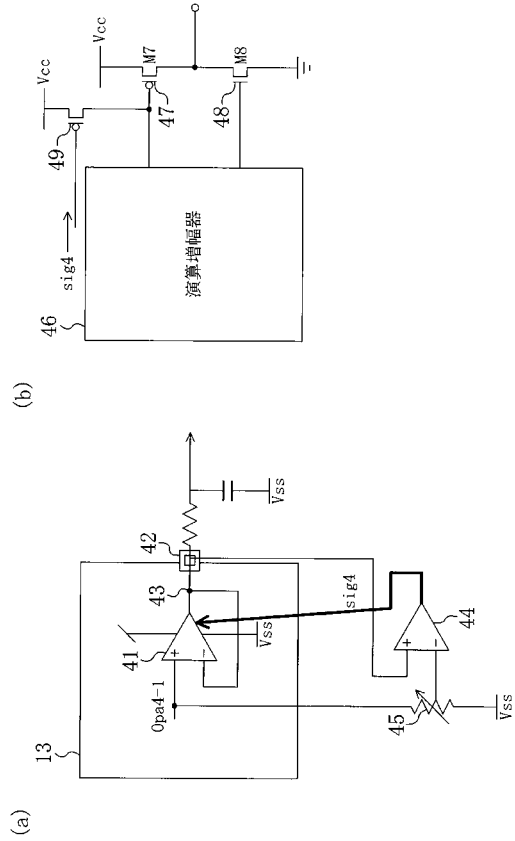 (a)
13
41
Opa4-1
43
42
Vss
Vss
sig4
44
45
Vss
(b)
46
sig4
49
Vcc
Vcc
M7
47
M8
48
演算増幅器